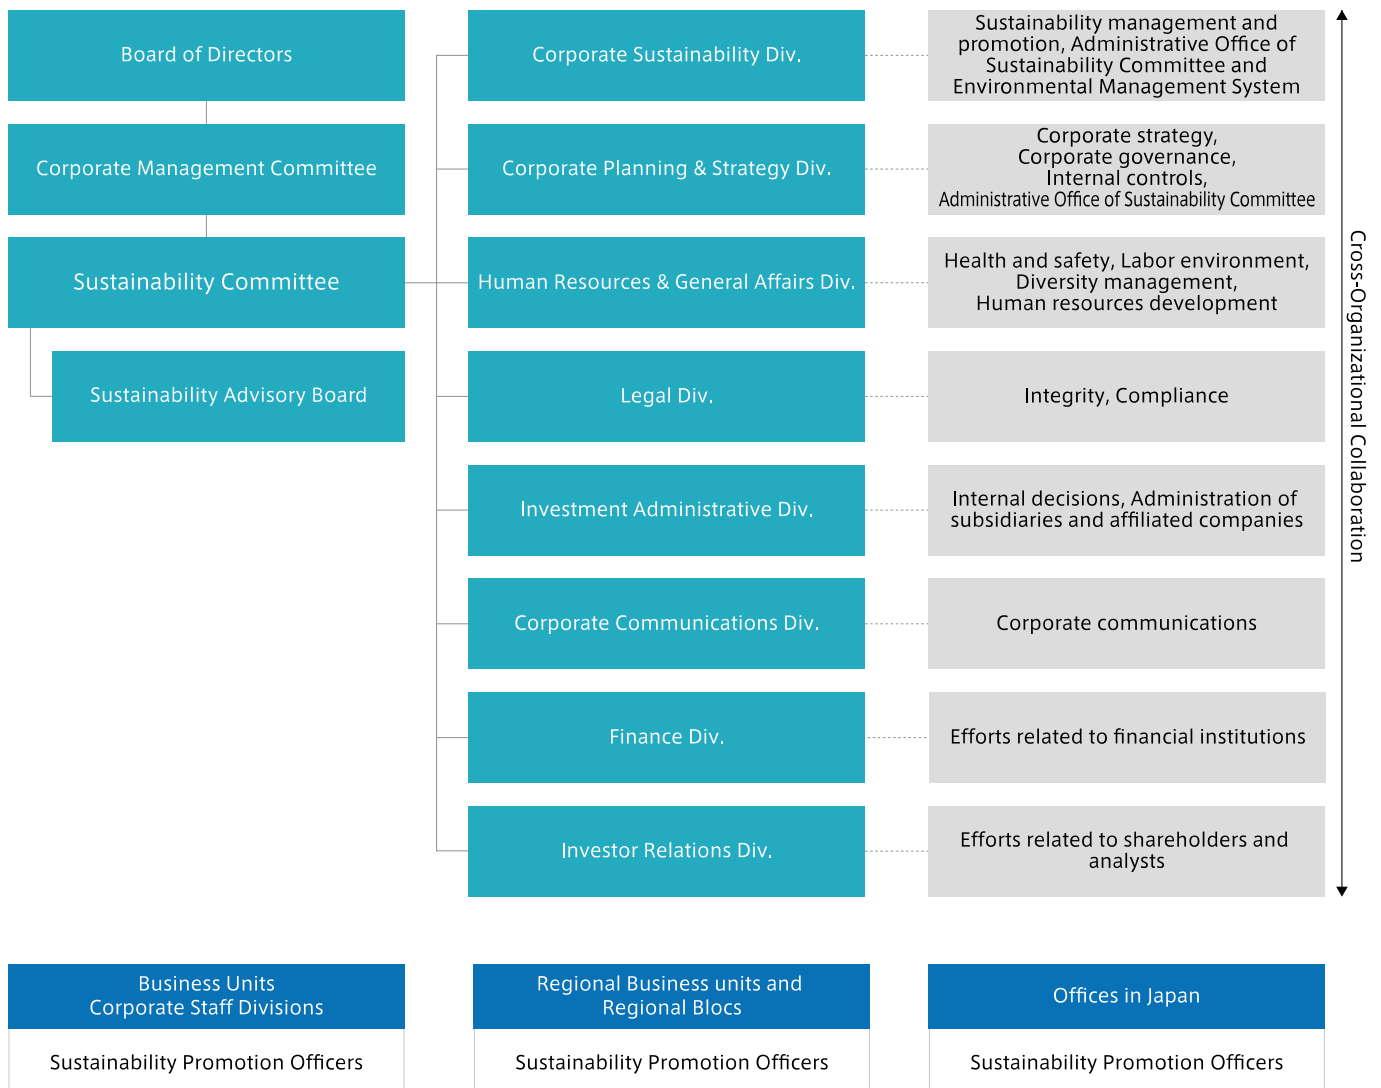 Board of Directors
Corporate Management Committee
Sustainability Committee
Sustainability Advisory Board
Corporate Sustainability Div.
Sustainability management and
promotion, Administrative Office of
Sustainability Committee and
Environmental Management System
Corporate Planning & Strategy Div.
Corporate strategy,
Corporate governance,
Internal controls,
Administrative Office of Sustainability Committee
Human Resources & General Affairs Div.
Health and safety, Labor environment,
Diversity management,
Human resources development
Legal Div.
Integrity, Compliance
Investment Administrative Div.
Internal decisions, Administration of
subsidiaries and affiliated companies
Corporate Communications Div.
Corporate communications
Finance Div.
Efforts related to financial institutions
Investor Relations Div.
Efforts related to shareholders and
analysts
Cross-Organizational Collaboration
Business Units
Corporate Staff Divisions
Sustainability Promotion Officers
Regional Business units and
Regional Blocs
Sustainability Promotion Officers
Offices in Japan
Sustainability Promotion Officers